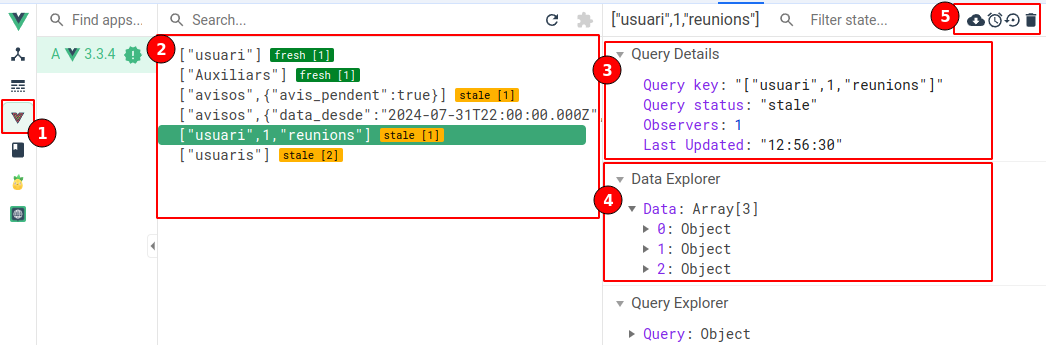 Find apps...
Search...
["usuari",1,"reunions"]
Filter state...
5
A 3.3.4
2
["usuari"] fresh [1]
["Auxiliars"] fresh [1]
["avisos",{"avis_pendent":true}] stale [1]
["avisos",{"data_desde":"2024-07-31T22:00:00.000Z",
["usuari",1,"reunions"] stale [1]
["usuaris"] stale [2]
1
3
Query Details
Query key: "["usuari",1,"reunions"]"
Query status: "stale"
Observers: 1
Last Updated: "12:56:30"
4
Data Explorer
Data: Array[3]
0: Object
1: Object
2: Object
Query Explorer
Query: Object